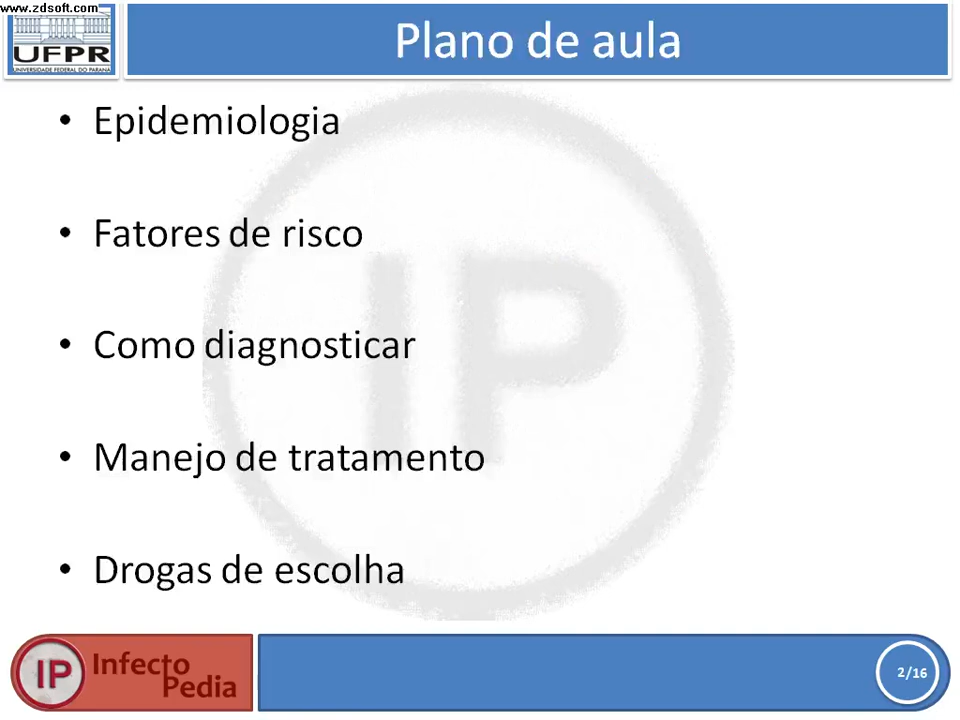 www.zdsoft.com
UFPR
UNIVERSIDADE FEDERAL DO PARANÁ
Plano de aula
• Epidemiologia
• Fatores de risco
• Como diagnosticar
• Manejo de tratamento
• Drogas de escolha
IP
IP
Infecto
Pedia
2/16